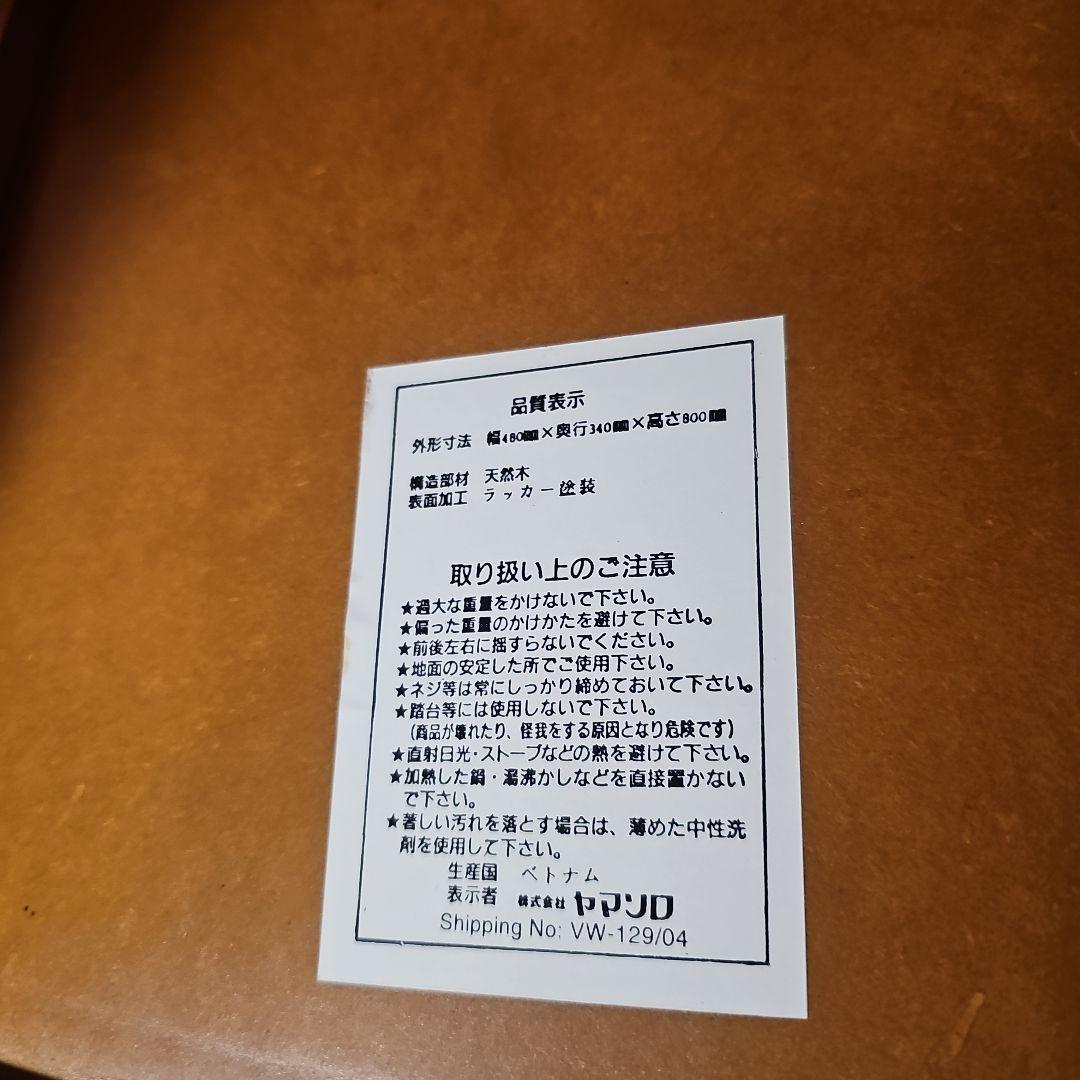 品質表示
外形寸法 幅480㎜×奥行340㎜×高さ800㎜
構造部材 天然木
表面加工 ラッカー塗装
取り扱い上のご注意
★過大な重量をかけないで下さい。
★偏った重量のかけかたを避けて下さい。
★前後左右に揺すらないでください。
★地面の安定した所でご使用下さい。
★ネジ等は常にしっかり締めておいて下さい。
★踏台等には使用しないで下さい。
(商品が壊れたり、怪我をする原因となり危険です)
★直射日光・ストーブなどの熱を避けて下さい。
★加熱した鍋・湯沸かしなどを直接置かない
で下さい。
★著しい汚れを落とす場合は、薄めた中性洗
剤を使用して下さい。
生産国 ベトナム
表示者 株式会社 ヤマソロ
Shipping No: VW-129/04